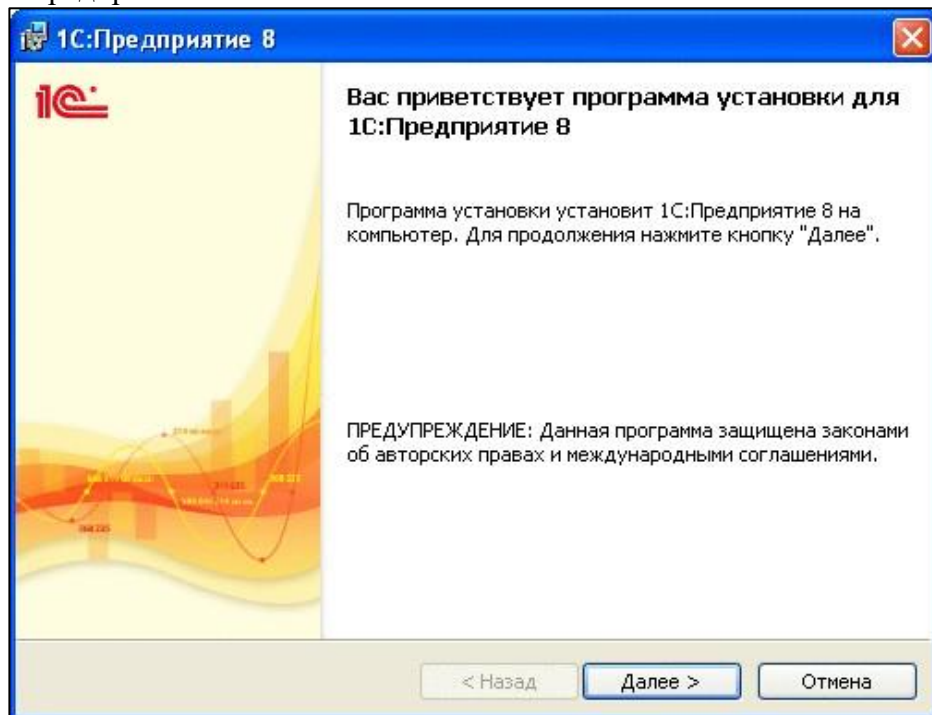 1С:Предприятие 8
1С
Вас приветствует программа установки для
1С:Предприятие 8
Программа установки установит 1С:Предприятие 8 на
компьютер. Для продолжения нажмите кнопку "Далее".
ПРЕДУПРЕЖДЕНИЕ: Данная программа защищена законами
об авторских правах и международными соглашениями.
< Назад
Далее >
Отмена